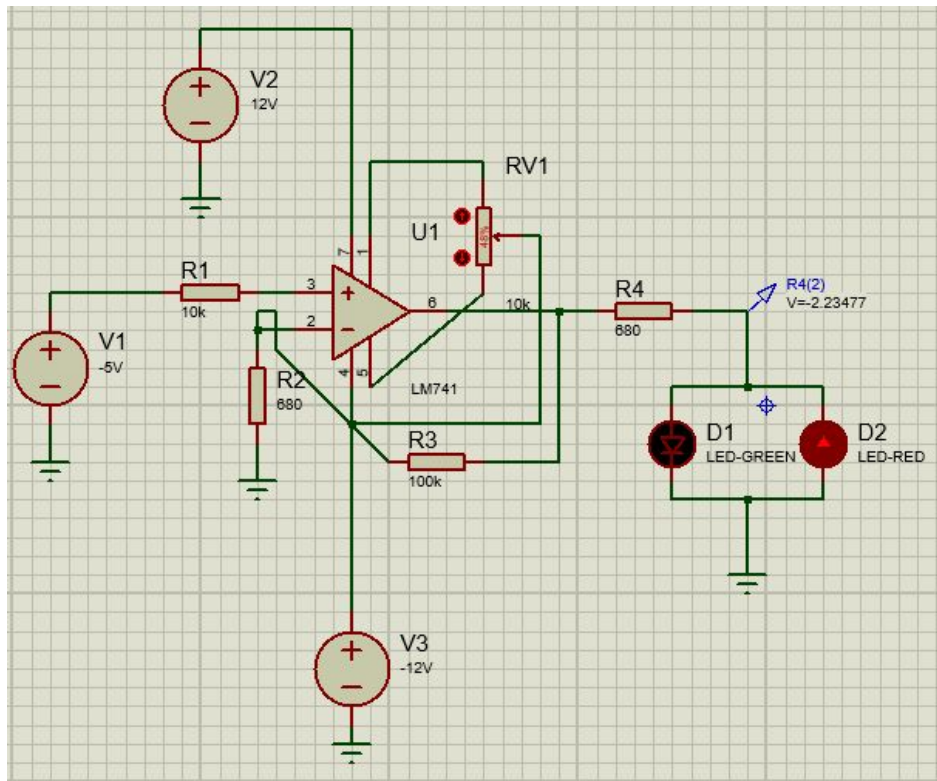 V2
12V
RV1
U1
48%
7
1
R1
10k
3
2
6
10k
R4
680
R4(2)
V=-2.23477
V1
-5V
R2
680
4
5
LM741
R3
100k
D1
LED-GREEN
D2
LED-RED
V3
-12V